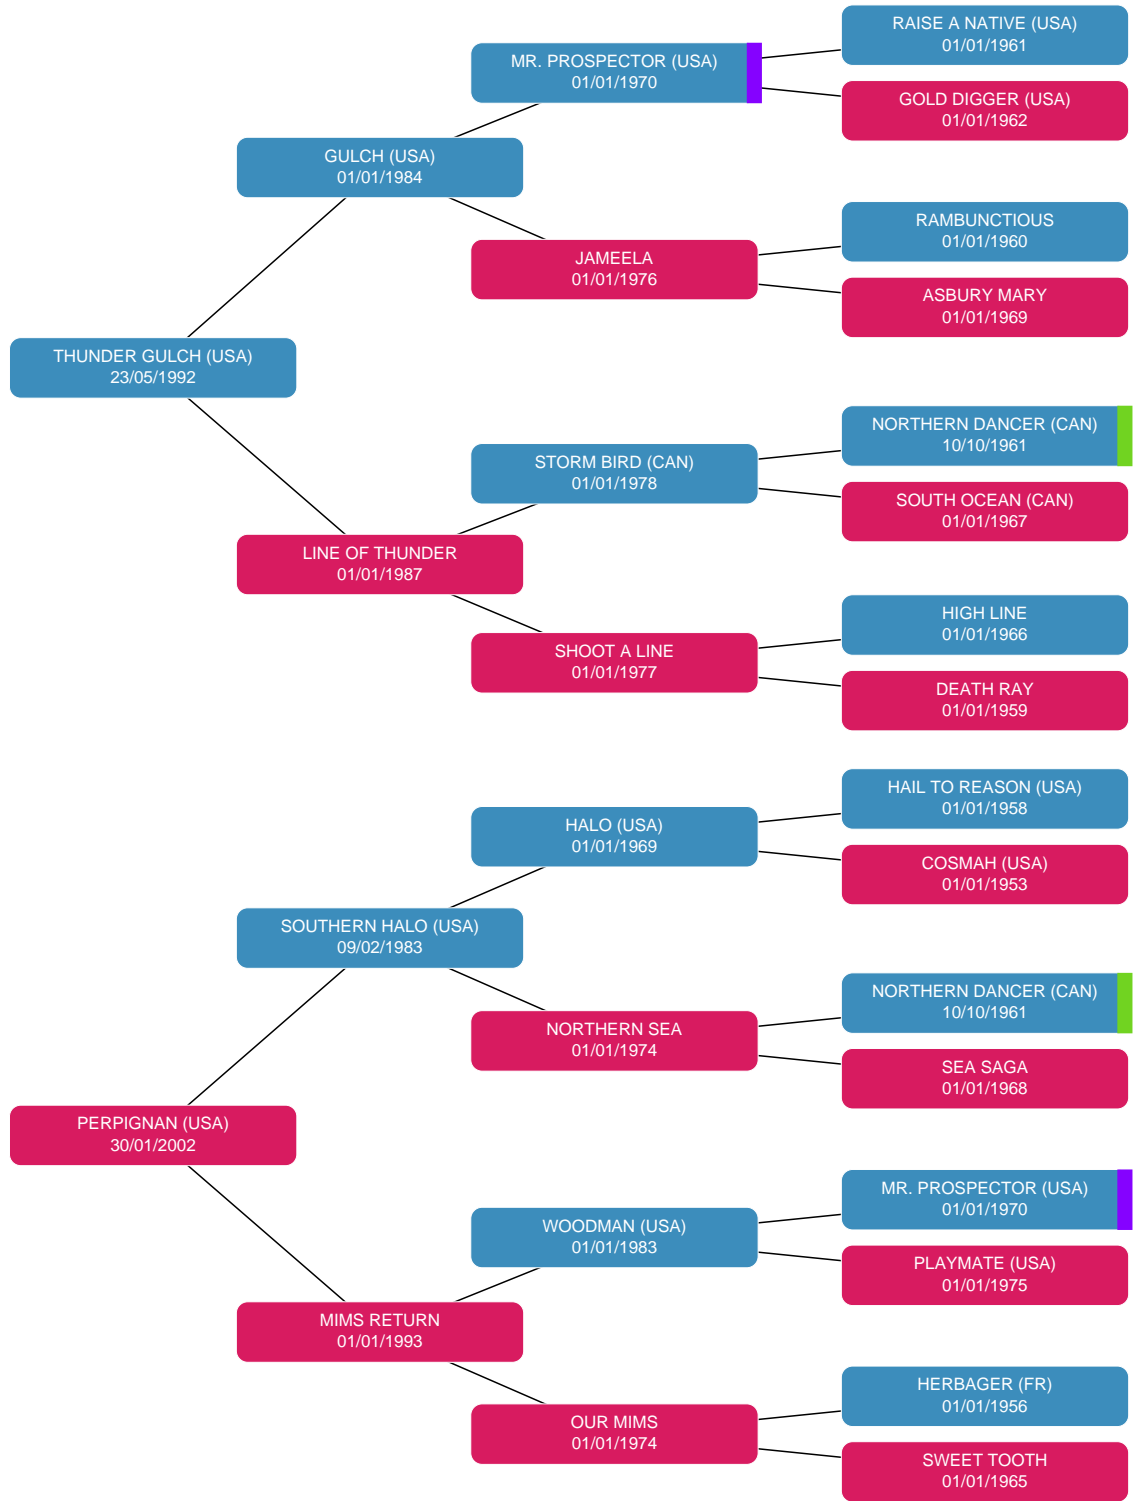 RAISE A NATIVE (USA)
01/01/1961
MR. PROSPECTOR (USA)
01/01/1970
GOLD DIGGER (USA)
01/01/1962
GULCH (USA)
01/01/1984
RAMBUNCTIOUS
01/01/1960
JAMEELA
01/01/1976
ASBURY MARY
01/01/1969
THUNDER GULCH (USA)
23/05/1992
NORTHERN DANCER (CAN)
10/10/1961
STORM BIRD (CAN)
01/01/1978
SOUTH OCEAN (CAN)
01/01/1967
LINE OF THUNDER
01/01/1987
HIGH LINE
01/01/1966
SHOOT A LINE
01/01/1977
DEATH RAY
01/01/1959
HAIL TO REASON (USA)
01/01/1958
HALO (USA)
01/01/1969
COSMAH (USA)
01/01/1953
SOUTHERN HALO (USA)
09/02/1983
NORTHERN DANCER (CAN)
10/10/1961
NORTHERN SEA
01/01/1974
SEA SAGA
01/01/1968
PERPIGNAN (USA)
30/01/2002
MR. PROSPECTOR (USA)
01/01/1970
WOODMAN (USA)
01/01/1983
PLAYMATE (USA)
01/01/1975
MIMS RETURN
01/01/1993
HERBAGER (FR)
01/01/1956
OUR MIMS
01/01/1974
SWEET TOOTH
01/01/1965